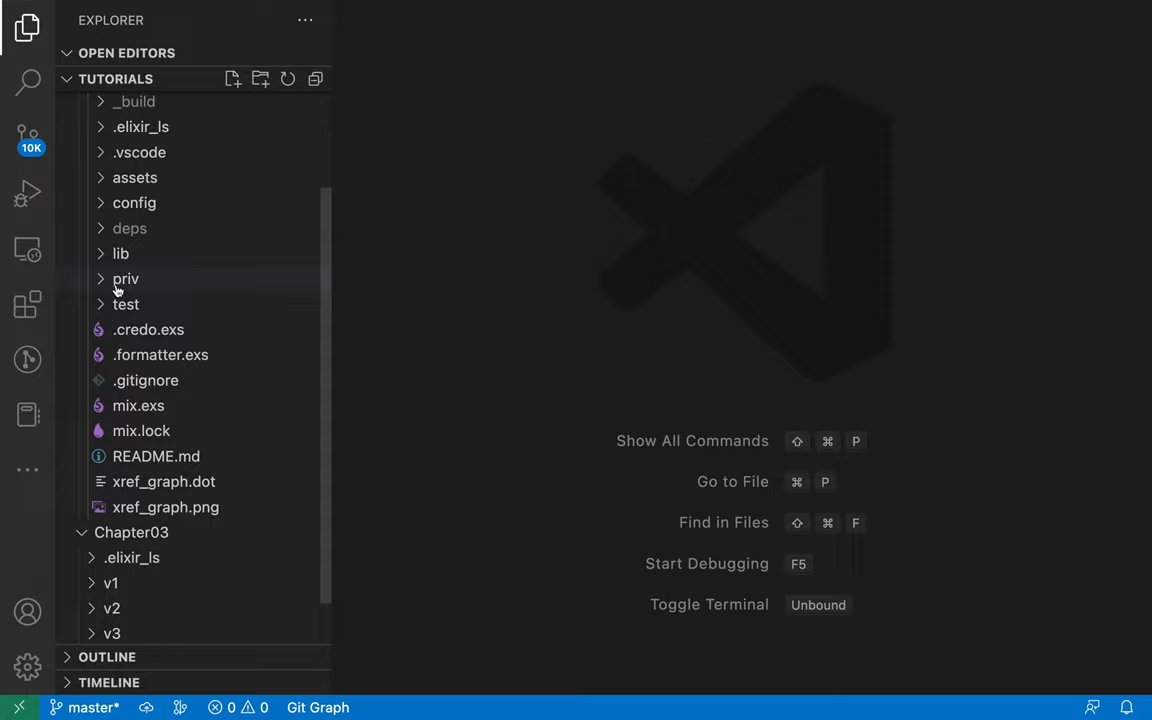 EXPLORER
OPEN EDITORS
TUTORIALS
_build
.elixir_ls
.vscode
10K
assets
config
deps
lib
priv
test
.credo.exs
.formatter.exs
.gitignore
mix.exs
mix.lock
README.md
xref_graph.dot
xref_graph.png
Chapter03
.elixir_ls
v1
v2
v3
OUTLINE
TIMELINE
Show All Commands ⇧ ⌘ P
Go to File ⌘ P
Find in Files ⇧ ⌘ F
Start Debugging F5
Toggle Terminal Unbound
master* 0 0 Git Graph